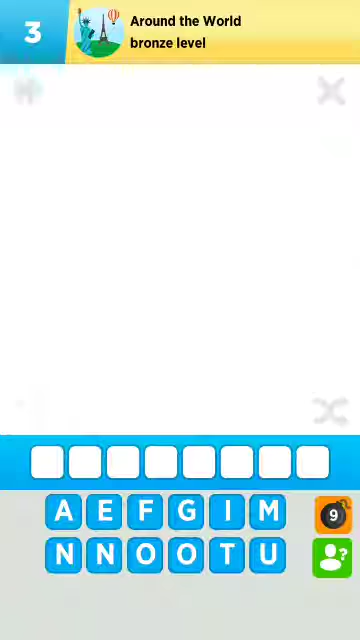 3
Around the World
bronze level
A E F G I M
9
N N O O T U
?